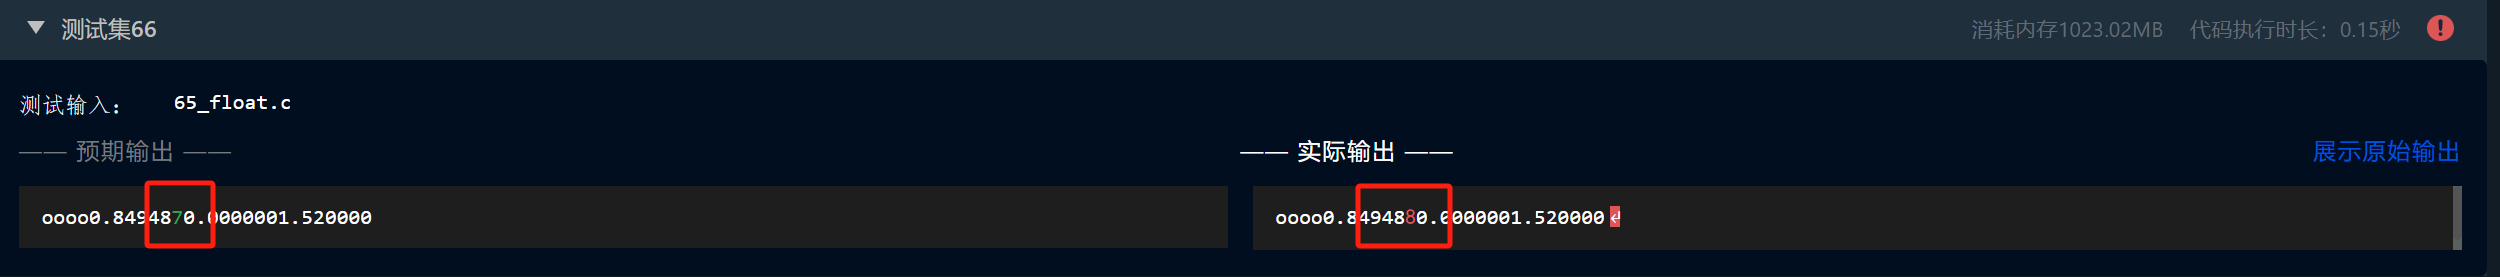 ▼ 测试集66 消耗内存1023.02MB 代码执行时长：0.15秒
测试输入： 65_float.c
—— 预期输出 —— —— 实际输出 —— 展示原始输出
oooo0.8494870.0000001.520000 oooo0.8494880.0000001.520000↵